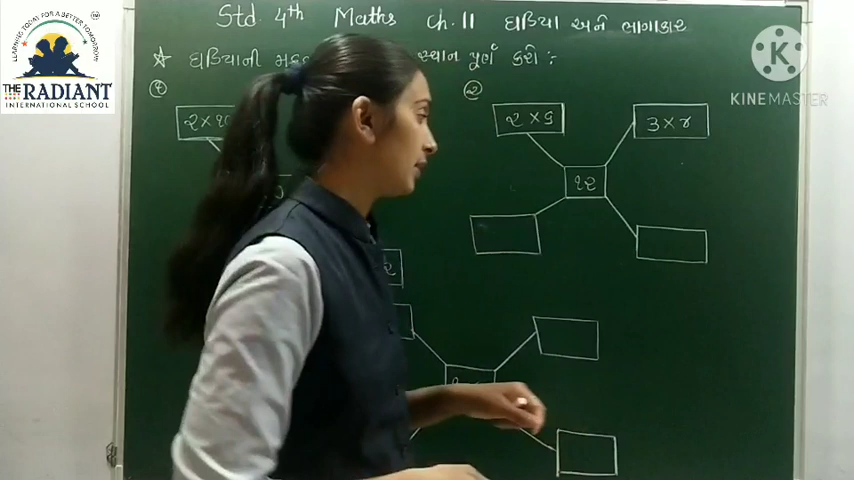 LEARNING TODAY FOR A BETTER TOMORROW
THE RADIANT
INTERNATIONAL SCHOOL
Std. 4th Maths Ch. 11 ઘડિયા અને ભાગાકાર
★ ઘડિયાની સ્થાન પૂર્ણ કરો :
KINEMASTER
૧
૨
૨ × ૬
૩ × ૪
૧૨